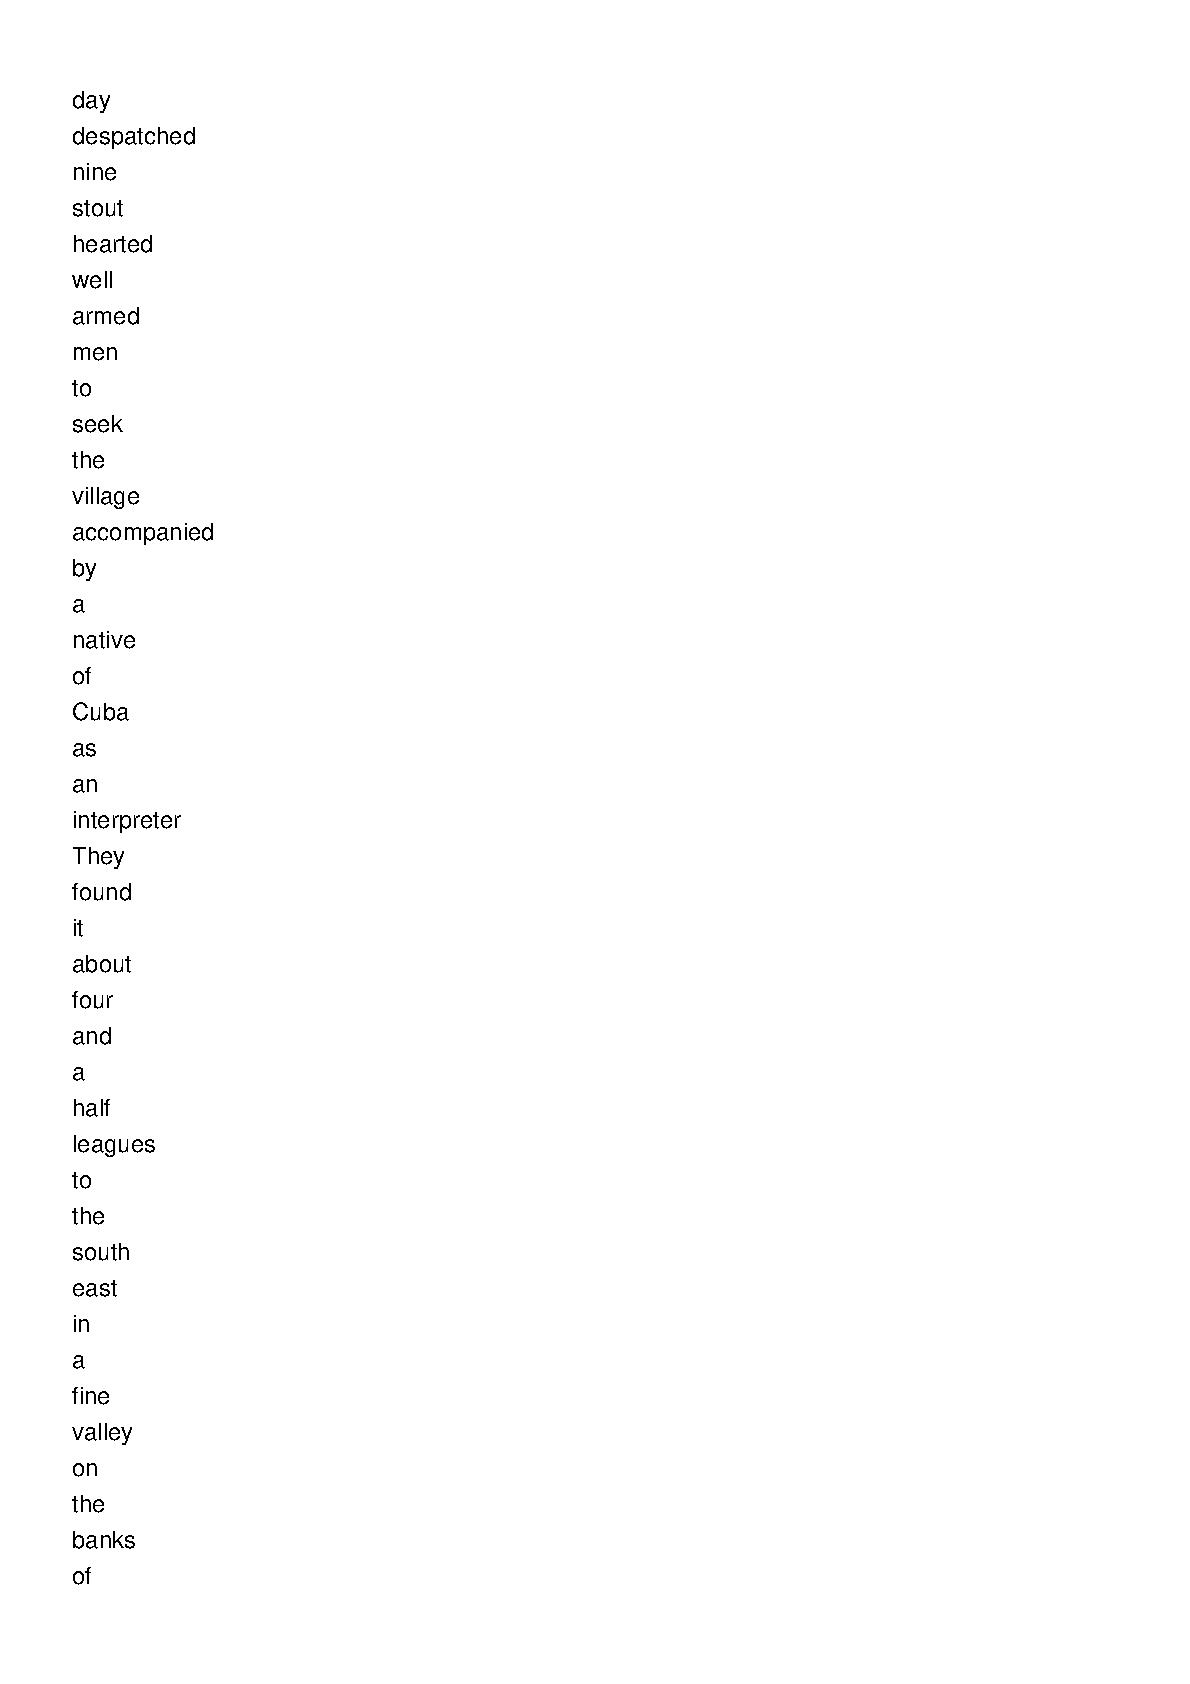 day
despatched
nine
stout
hearted
well
armed
men
to
seek
the
village
accompanied
by
a
native
of
Cuba
as
an
interpreter
They
found
it
about
four
and
a
half
leagues
to
the
south
east
in
a
fine
valley
on
the
banks
of